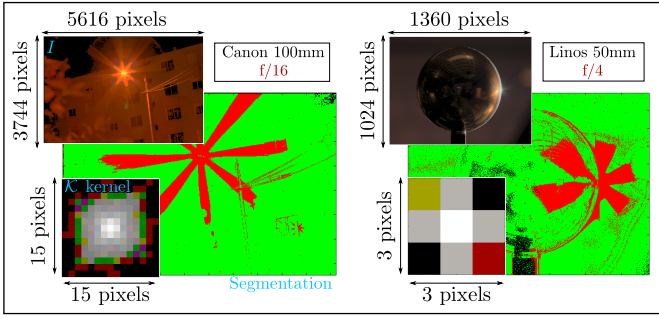 5616 pixels
3744 pixels
I
Canon 100mm
f/16
K kernel
15 pixels
15 pixels
Segmentation
1360 pixels
1024 pixels
Linos 50mm
f/4
3 pixels
3 pixels